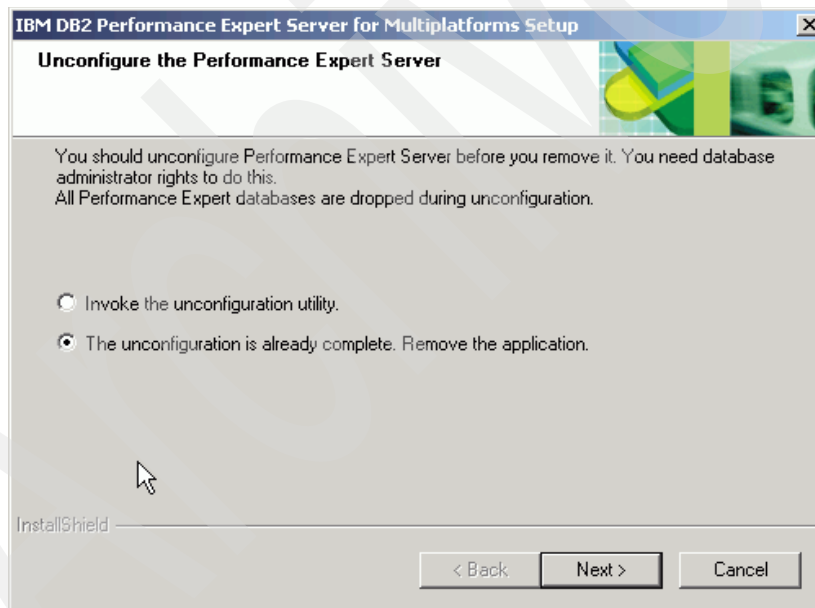 IBM DB2 Performance Expert Server for Multiplatforms Setup
Unconfigure the Performance Expert Server
You should unconfigure Performance Expert Server before you remove it. You need database
administrator rights to do this.
All Performance Expert databases are dropped during unconfiguration.
Invoke the unconfiguration utility.
The unconfiguration is already complete. Remove the application.
InstallShield
< Back
Next >
Cancel